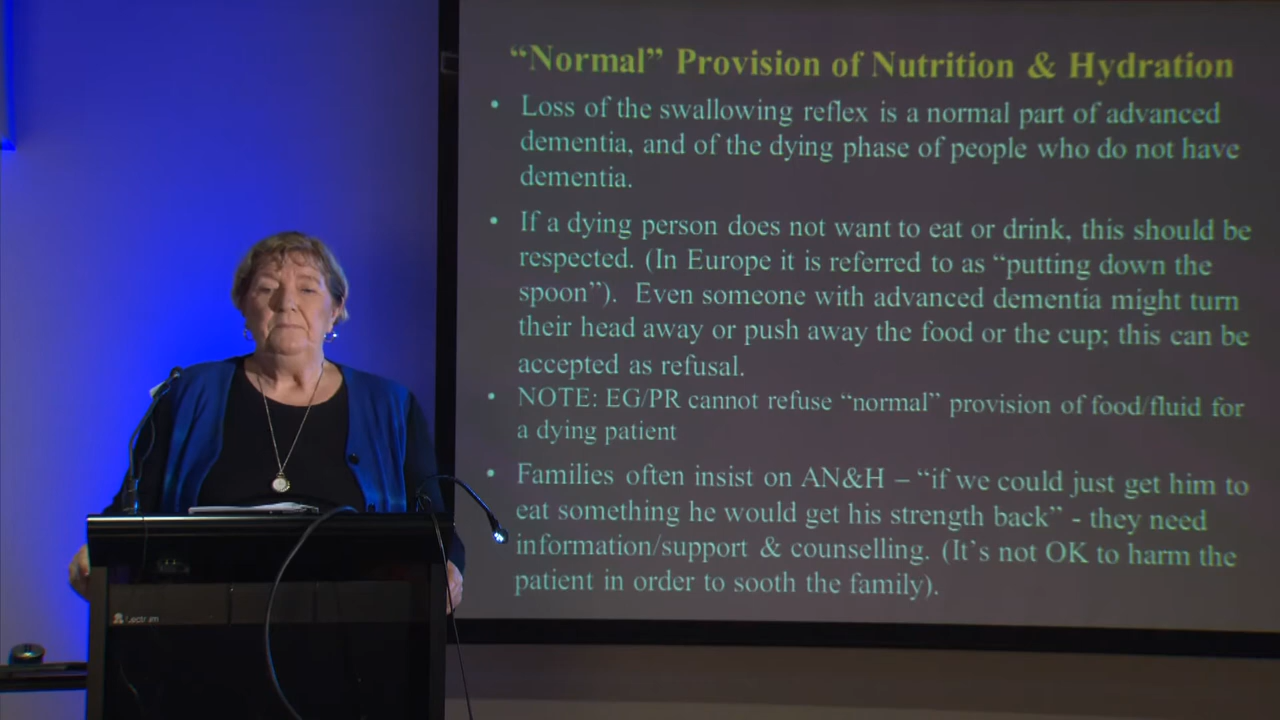 “Normal” Provision of Nutrition & Hydration
• Loss of the swallowing reflex is a normal part of advanced
dementia, and of the dying phase of people who do not have
dementia.
• If a dying person does not want to eat or drink, this should be
respected. (In Europe it is referred to as “putting down the
spoon”). Even someone with advanced dementia might turn
their head away or push away the food or the cup; this can be
accepted as refusal.
• NOTE: EG/PR cannot refuse “normal” provision of food/fluid for
a dying patient
• Families often insist on AN&H – “if we could just get him to
eat something he would get his strength back” - they need
information/support & counselling. (It’s not OK to harm the
patient in order to sooth the family).